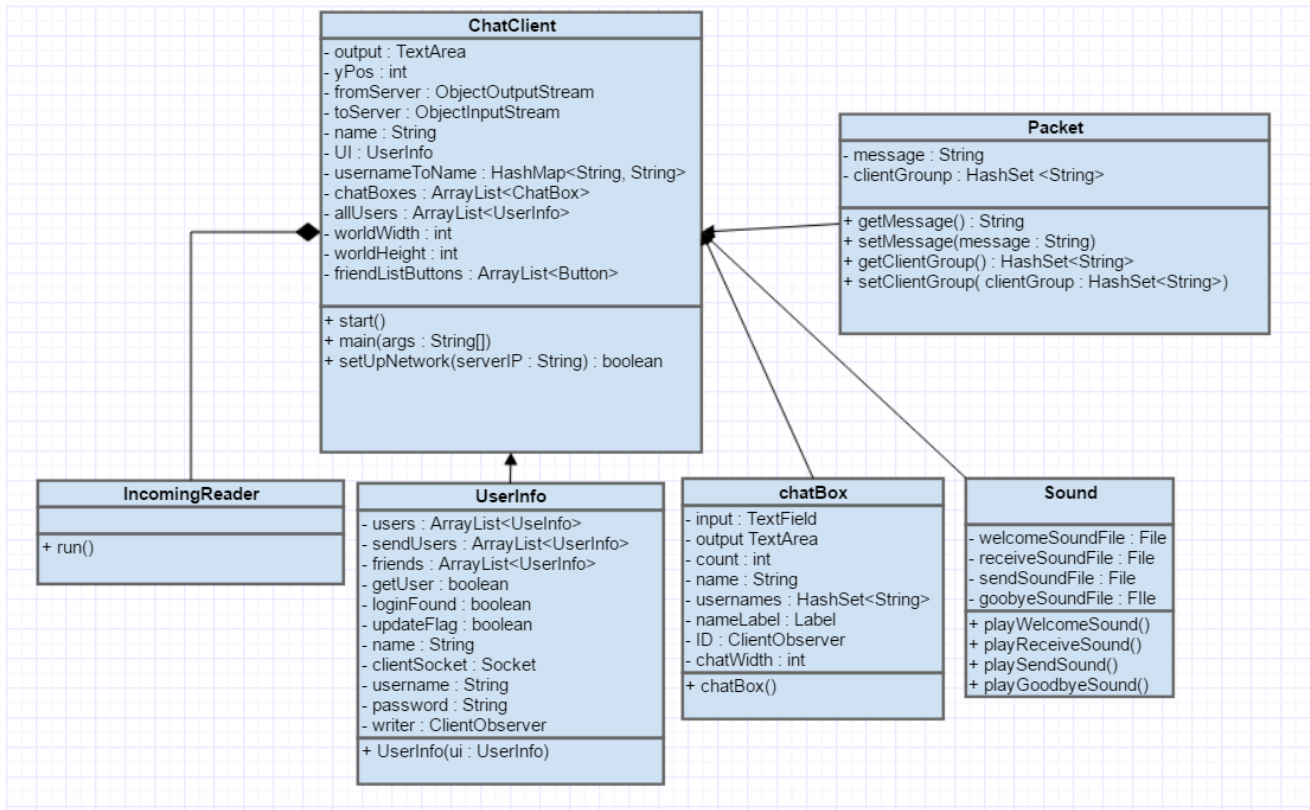 ChatClient
- output : TextArea
- yPos : int
- fromServer : ObjectOutputStream
- toServer : ObjectInputStream
- name : String
- UI : UserInfo
- usernameToName : HashMap<String, String>
- chatBoxes : ArrayList<ChatBox>
- allUsers : ArrayList<UserInfo>
- worldWidth : int
- worldHeight : int
- friendListButtons : ArrayList<Button>
+ start()
+ main(args : String[])
+ setUpNetwork(serverIP : String) : boolean
Packet
- message : String
- clientGrounp : HashSet <String>
+ getMessage() : String
+ setMessage(message : String)
+ getClientGroup() : HashSet<String>
+ setClientGroup( clientGroup : HashSet<String>)
IncomingReader
+ run()
UserInfo
- users : ArrayList<UseInfo>
- sendUsers : ArrayList<UserInfo>
- friends : ArrayList<UserInfo>
- getUser : boolean
- loginFound : boolean
- updateFlag : boolean
- name : String
- clientSocket : Socket
- username : String
- password : String
- writer : ClientObserver
+ UserInfo(ui : UserInfo)
chatBox
- input : TextField
- output TextArea
- count : int
- name : String
- usernames : HashSet<String>
- nameLabel : Label
- ID : ClientObserver
- chatWidth : int
+ chatBox()
Sound
- welcomeSoundFile : File
- receiveSoundFile : File
- sendSoundFile : File
- goobyeSoundFile : FIle
+ playWelcomeSound()
+ playReceiveSound()
+ playSendSound()
+ playGoodbyeSound()